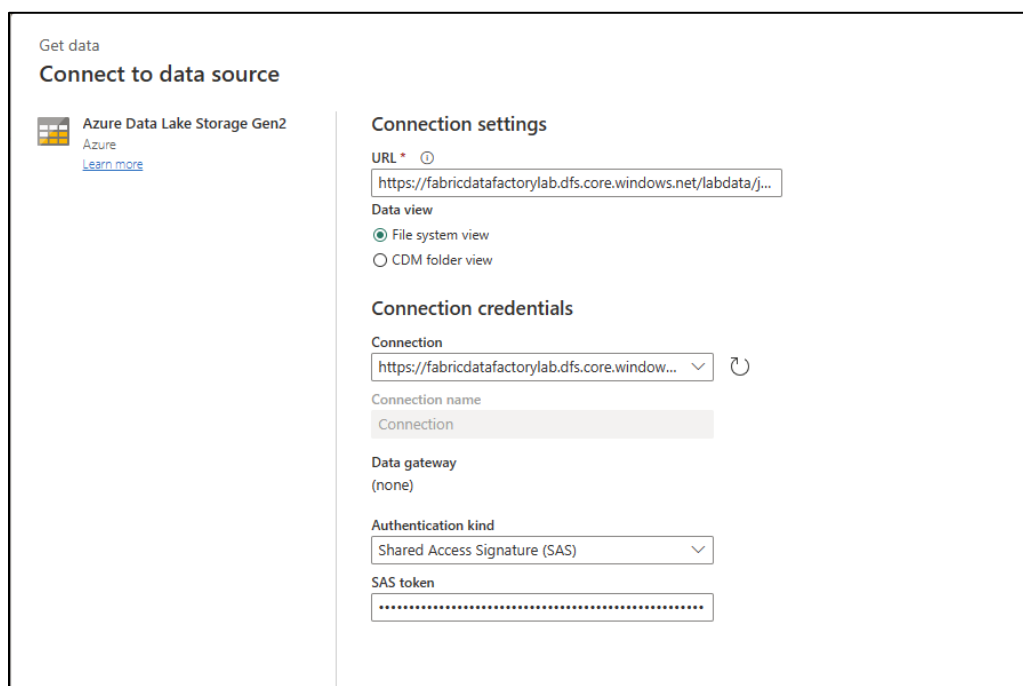 Get data
Connect to data source
Azure Data Lake Storage Gen2
Azure
Learn more
Connection settings
URL *
https://fabricdatafactorylab.dfs.core.windows.net/labdata/j...
Data view
File system view
CDM folder view
Connection credentials
Connection
https://fabricdatafactorylab.dfs.core.window...
Connection name
Connection
Data gateway
(none)
Authentication kind
Shared Access Signature (SAS)
SAS token